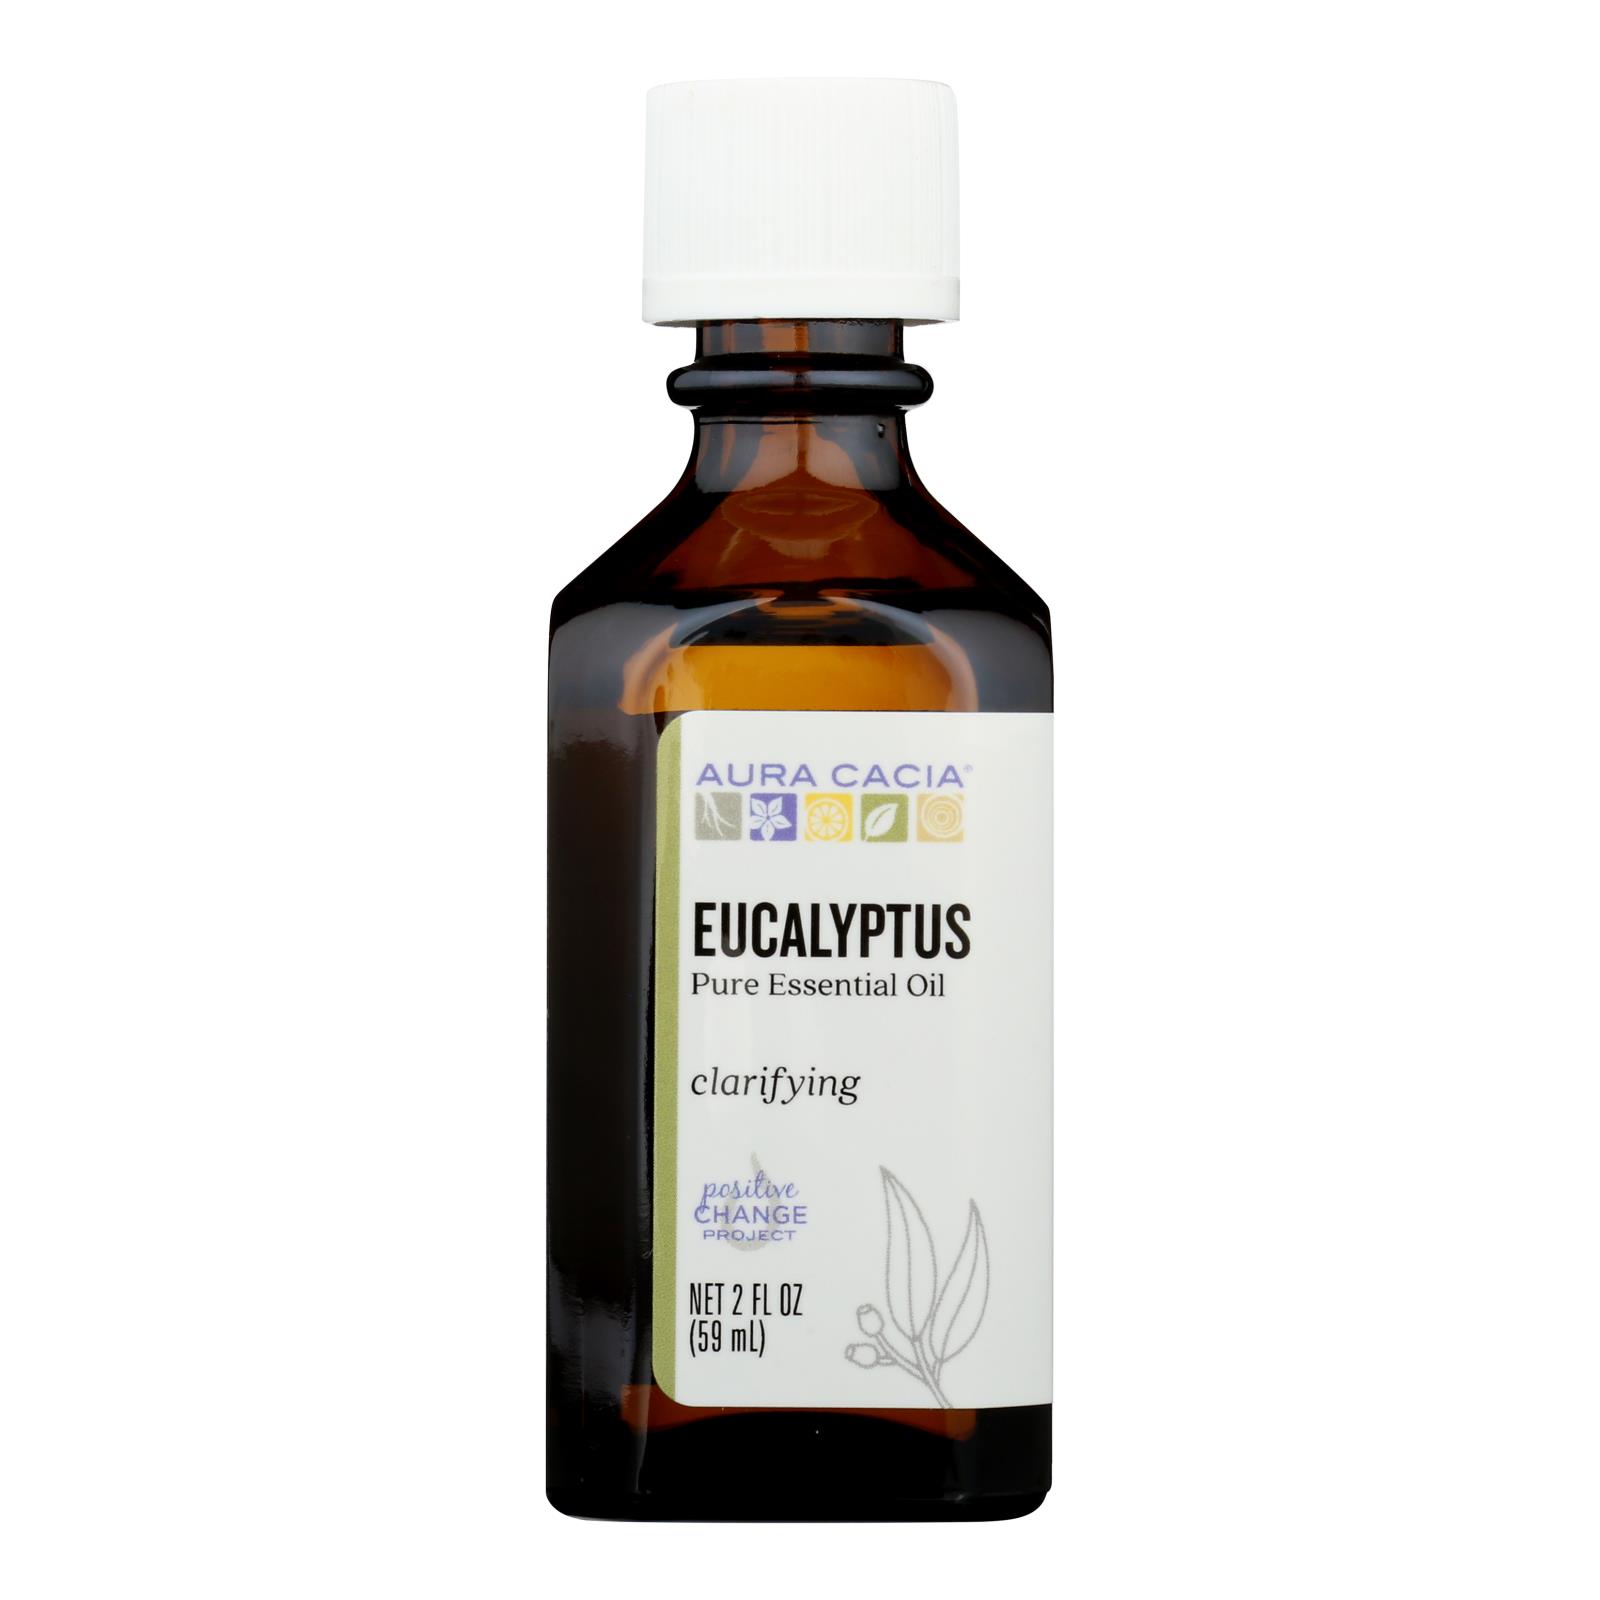 AURA CACIA®
EUCALYPTUS
Pure Essential Oil
clarifying
positive
CHANGE
PROJECT
NET 2 FL OZ
(59 mL)